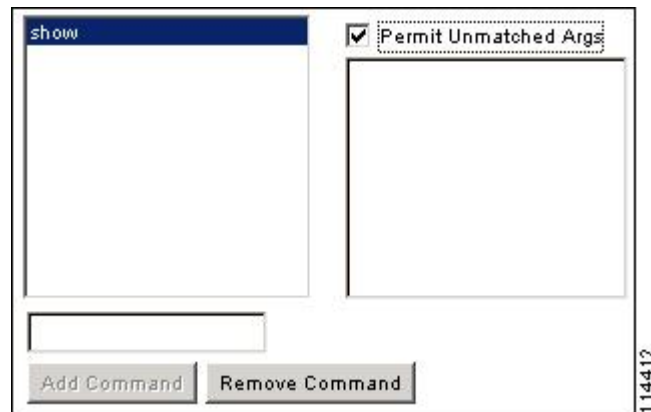 show
Permit Unmatched Args
Add Command
Remove Command
114412